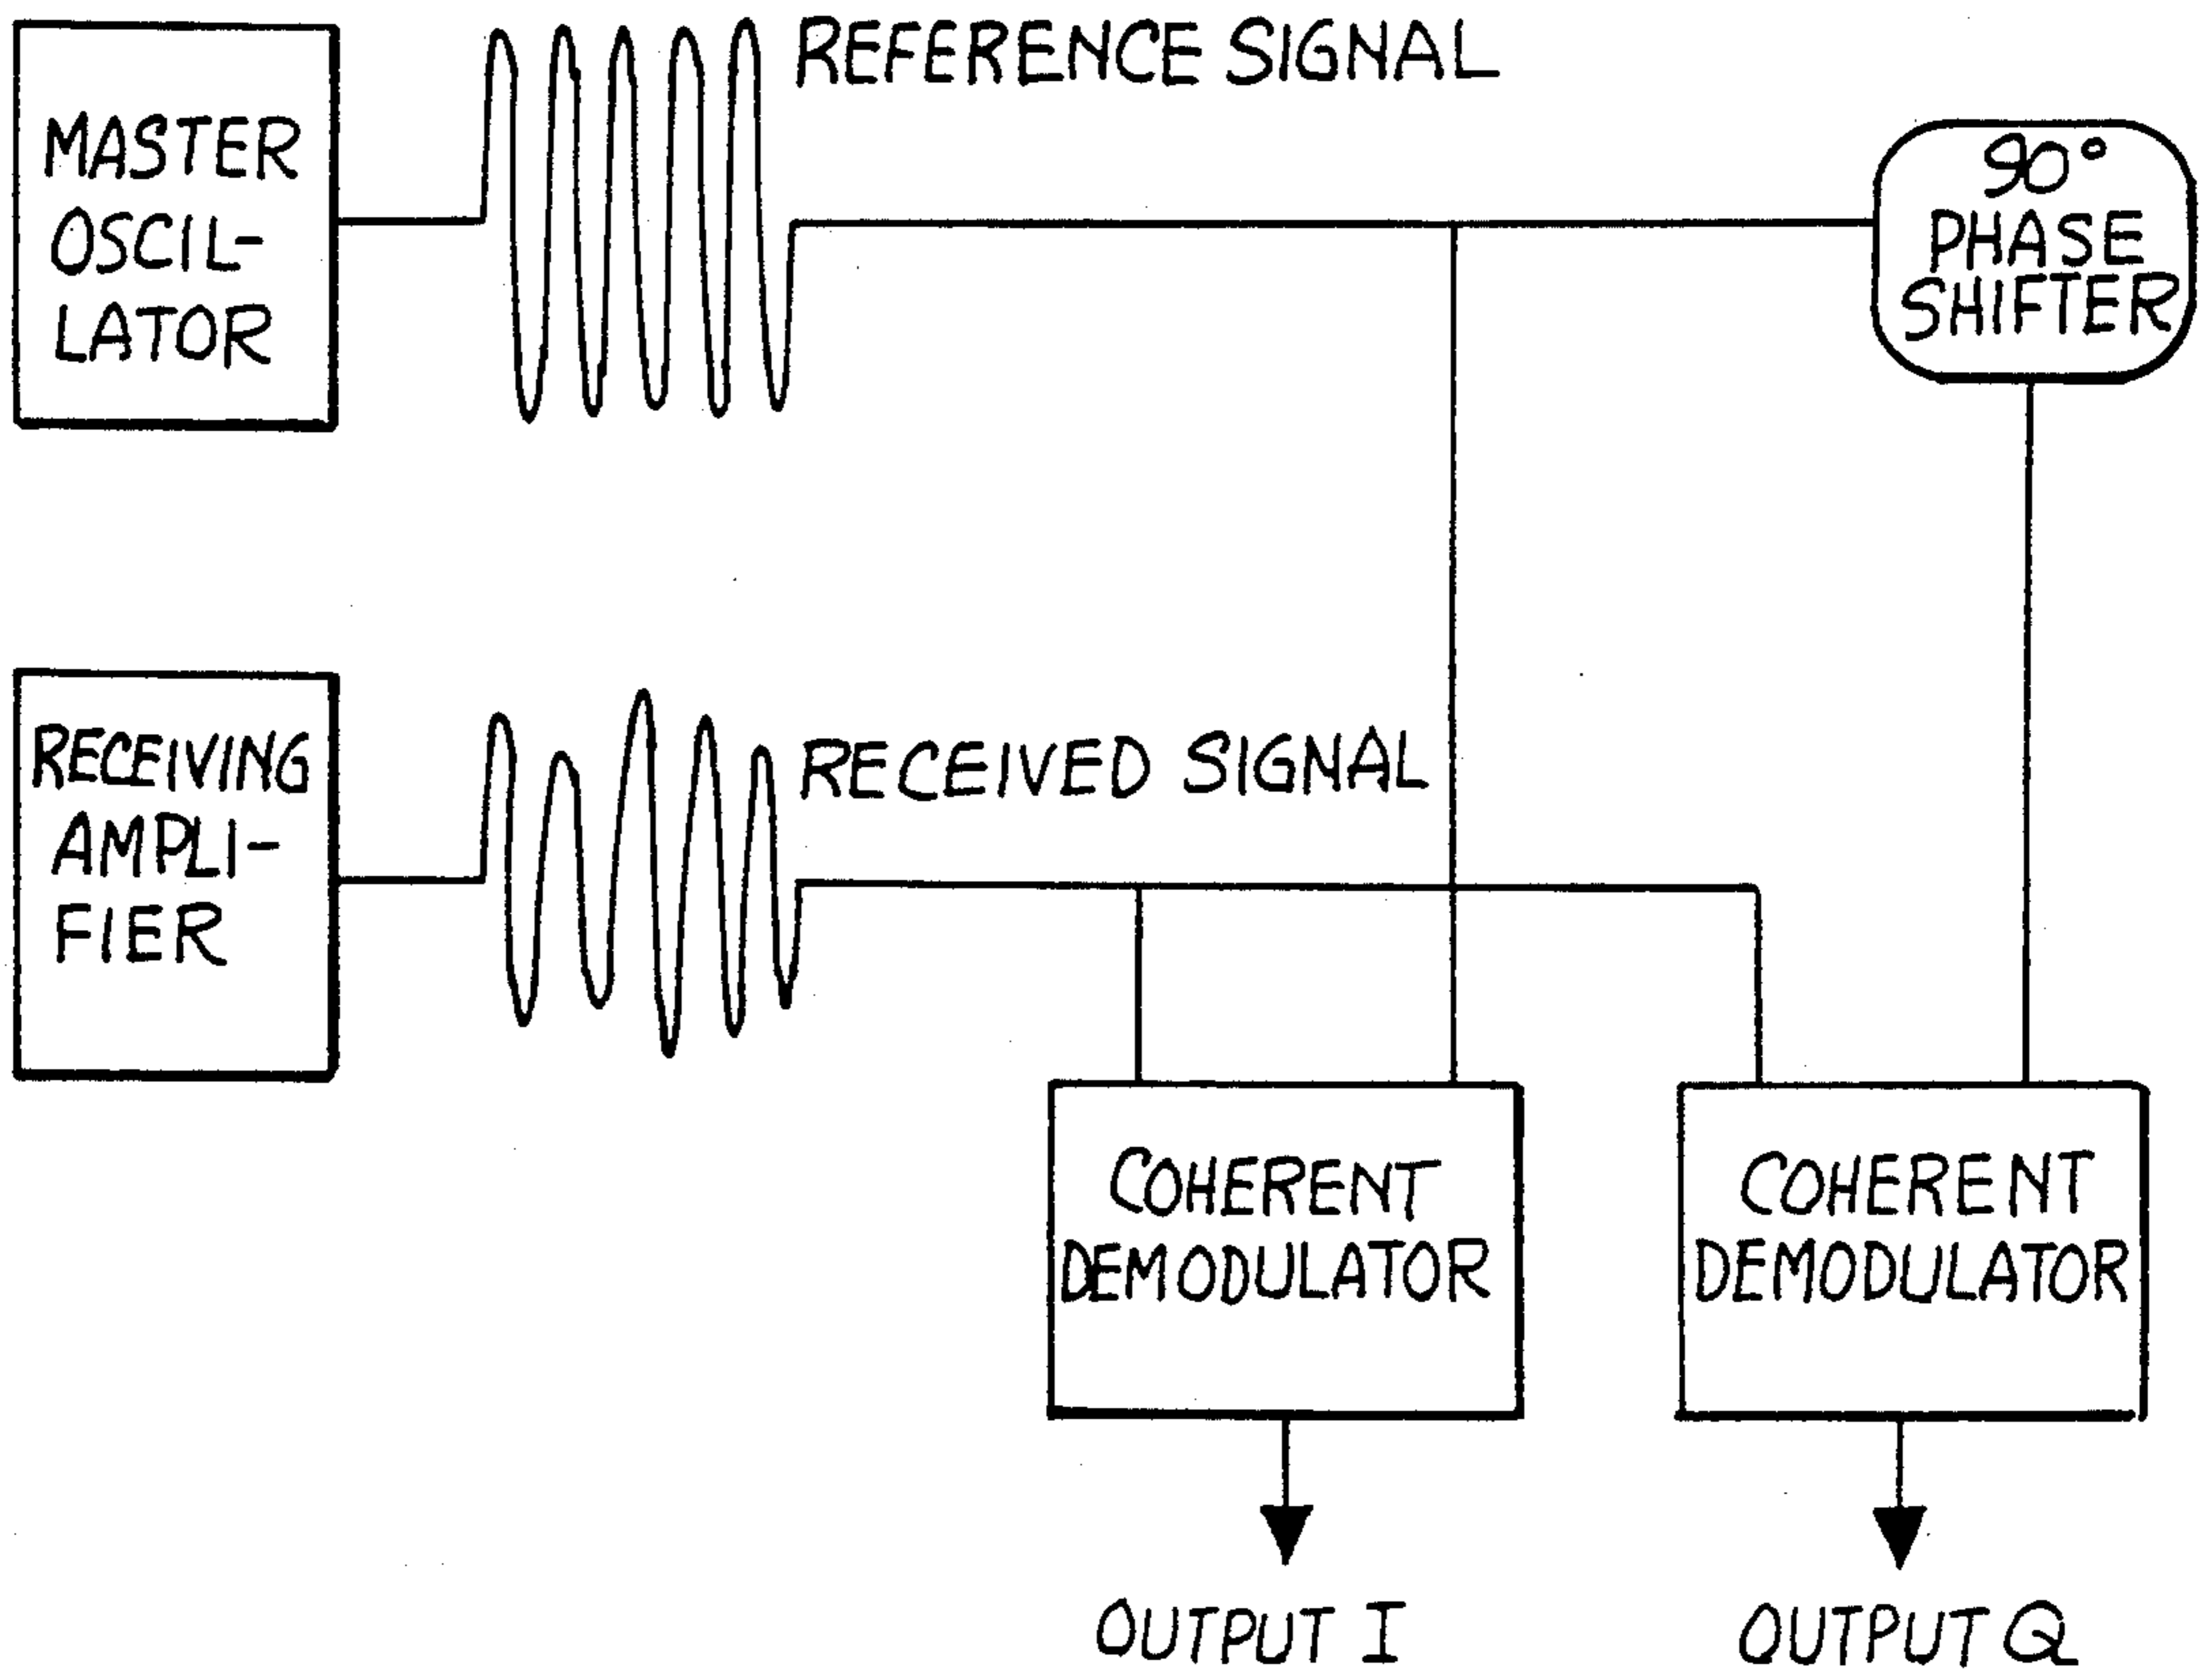 REFERENCE SIGNAL
MASTER
OSCIL-
LATOR
90°
PHASE
SHIFTER
RECEIVING
AMPLI-
FIER
RECEIVED SIGNAL
COHERENT
DEMODULATOR
COHERENT
DEMODULATOR
OUTPUT I
OUTPUT Q